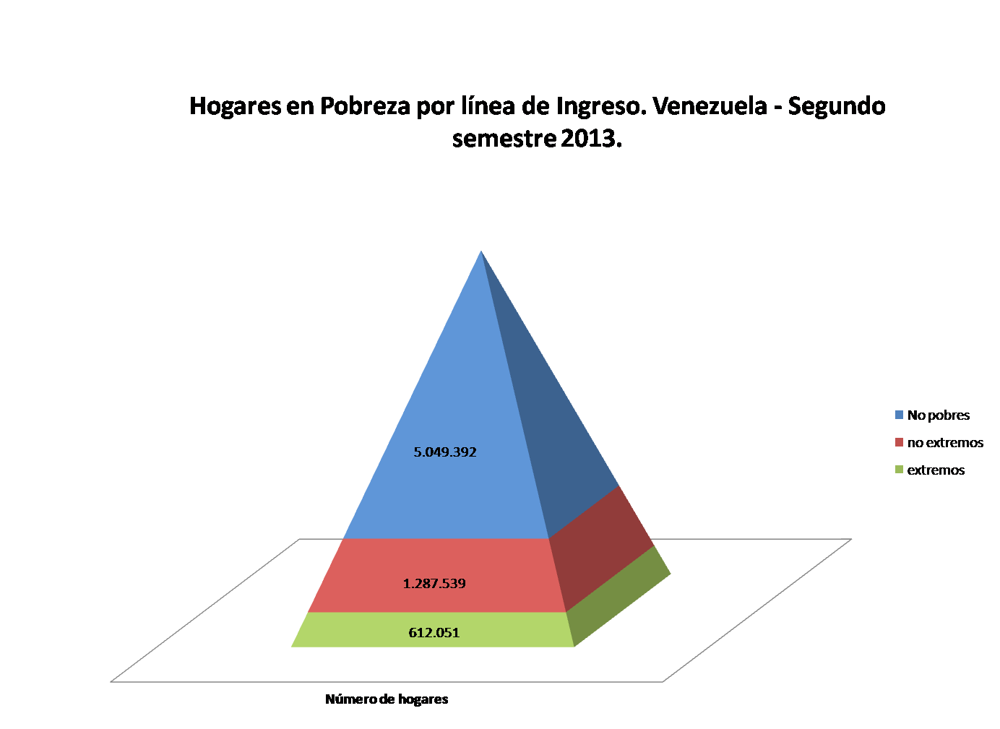 Hogares en Pobreza por línea de Ingreso. Venezuela - Segundo
semestre 2013.
5.049.392
1.287.539
612.051
No pobres
no extremos
extremos
Número de hogares